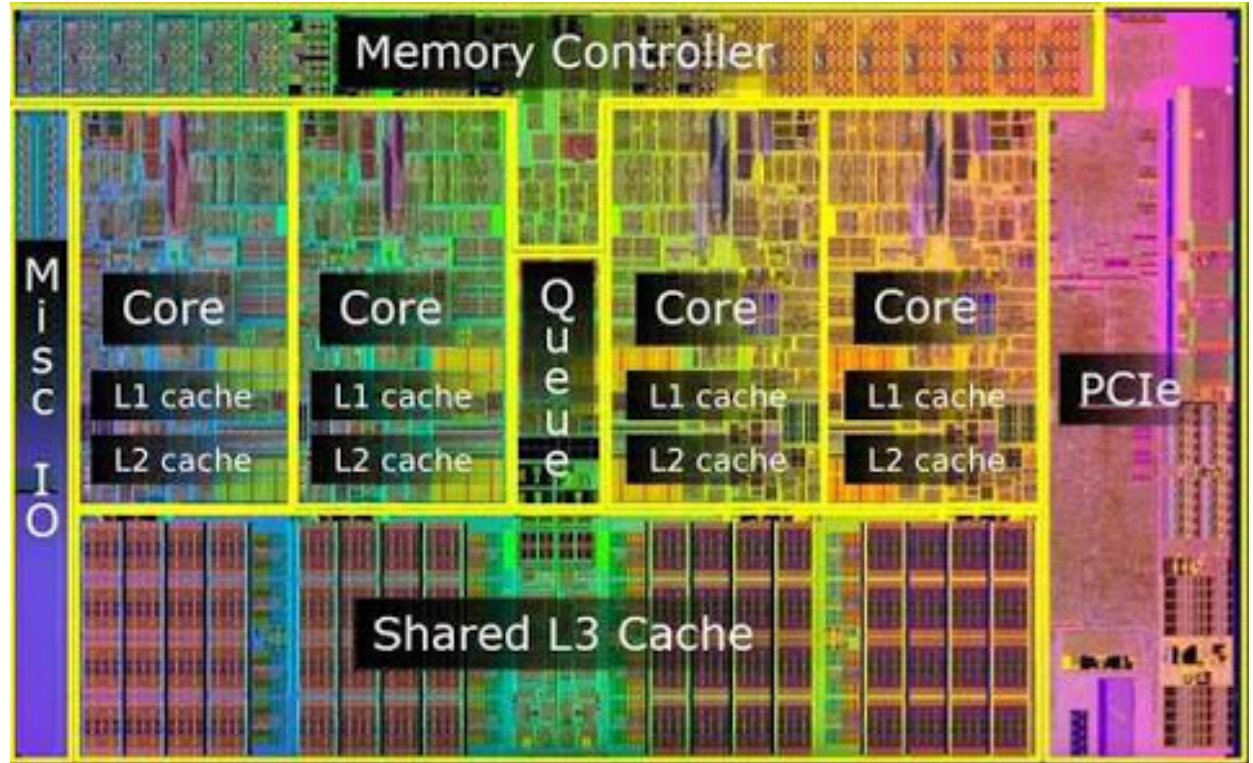 Memory Controller
Misc IO
Core
L1 cache
L2 cache
Core
L1 cache
L2 cache
Queue
Core
L1 cache
L2 cache
Core
L1 cache
L2 cache
PCIe
Shared L3 Cache